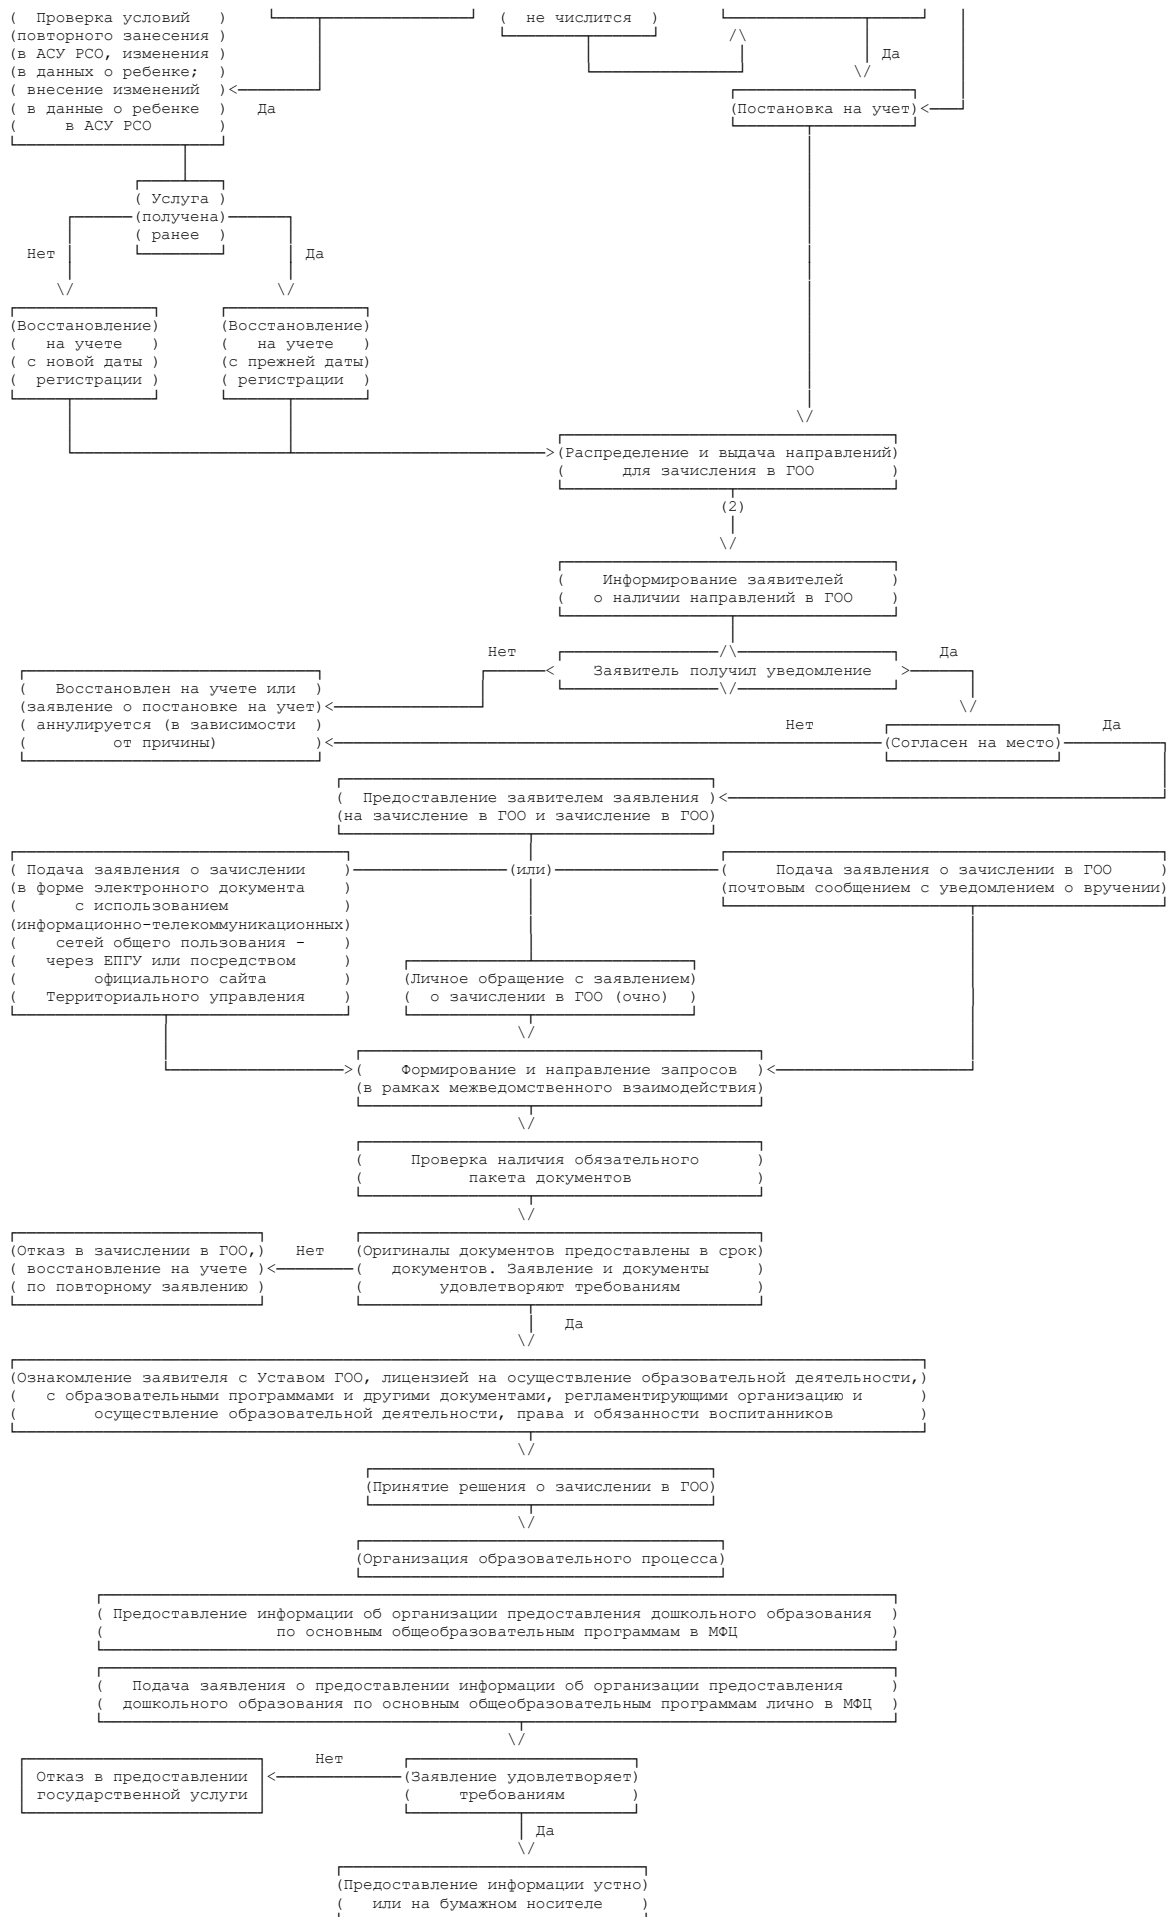 ( Проверка условий )
( не числится )
(повторного занесения )
(в АСУ РСО, изменения )
Да
(в данных о ребенке; )
( внесение изменений )<
( в данные о ребенке
Да
(Постановка на учет)<
( в АСУ РСО )
( Услуга )
(получена)
( ранее )
Нет
Да
(Восстановление)
(Восстановление)
( на учете )
( на учете )
( с новой даты )
(с прежней даты)
( регистрации )
( регистрации )
>(Распределение и выдача направлений)
( для зачисления в ГОО )
(2)
( Информирование заявителей )
( о наличии направлений в ГОО )
Нет
Да
< Заявитель получил уведомление >
( Восстановлен на учете или )
(заявление о постановке на учет)<
( аннулируется (в зависимости )
Нет
Да
( от причины) )<
(Согласен на место)
( Предоставление заявителем заявления )<
(на зачисление в ГОО и зачисление в ГОО)
( Подача заявления о зачислении )
(или)
( Подача заявления о зачислении в ГОО )
(в форме электронного документа )
(почтовым сообщением с уведомлением о вручении)
( с использованием )
(информационно-телекоммуникационных)
( сетей общего пользования - )
( через ЕПГУ или посредством )
( официального сайта )
(Личное обращение с заявлением)
( Территориального управления )
( о зачислении в ГОО (очно) )
>( Формирование и направление запросов )<
(в рамках межведомственного взаимодействия)
( Проверка наличия обязательного )
( пакета документов )
(Отказ в зачислении в ГОО,)
Нет
(Оригиналы документов предоставлены в срок)
( восстановление на учете )<
( документов. Заявление и документы )
( по повторному заявлению )
( удовлетворяют требованиям )
Да
(Ознакомление заявителя с Уставом ГОО, лицензией на осуществление образовательной деятельности,)
( с образовательными программами и другими документами, регламентирующими организацию и )
( осуществление образовательной деятельности, права и обязанности воспитанников )
(Принятие решения о зачислении в ГОО)
(Организация образовательного процесса)
( Предоставление информации об организации предоставления дошкольного образования )
( по основным общеобразовательным программам в МФЦ )
( Подача заявления о предоставлении информации об организации предоставления )
( дошкольного образования по основным общеобразовательным программам лично в МФЦ )
Нет
Отказ в предоставлении
<
(Заявление удовлетворяет)
государственной услуги
( требованиям )
Да
(Предоставление информации устно)
( или на бумажном носителе )